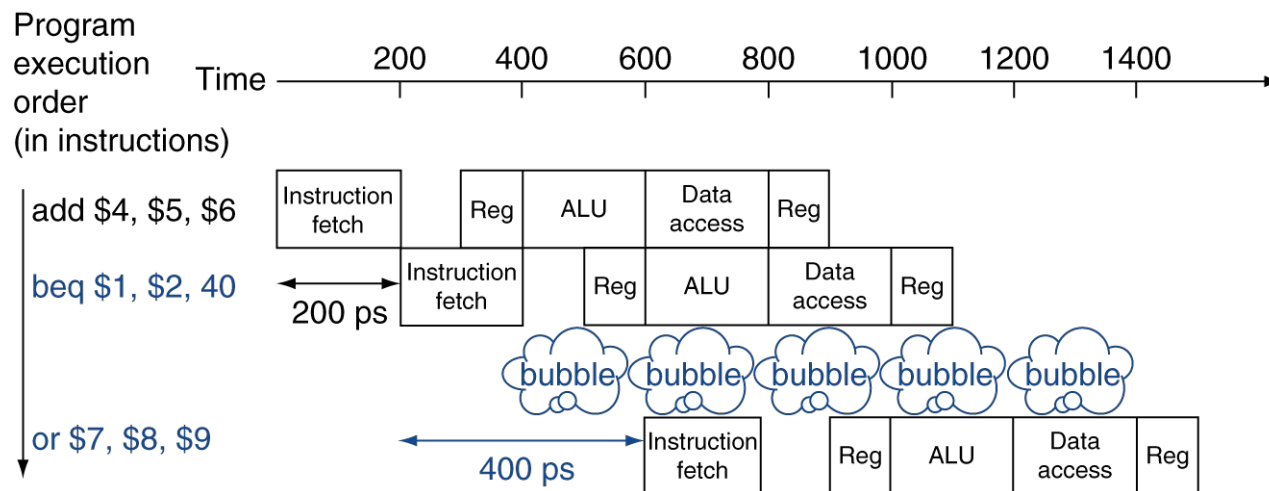 Program
execution
order
(in instructions)
Time
200 400 600 800 1000 1200 1400
add $4, $5, $6
Instruction
fetch
Reg
ALU
Data
access
Reg
beq $1, $2, 40
200 ps
Instruction
fetch
Reg
ALU
Data
access
Reg
bubble bubble bubble bubble bubble
or $7, $8, $9
400 ps
Instruction
fetch
Reg
ALU
Data
access
Reg